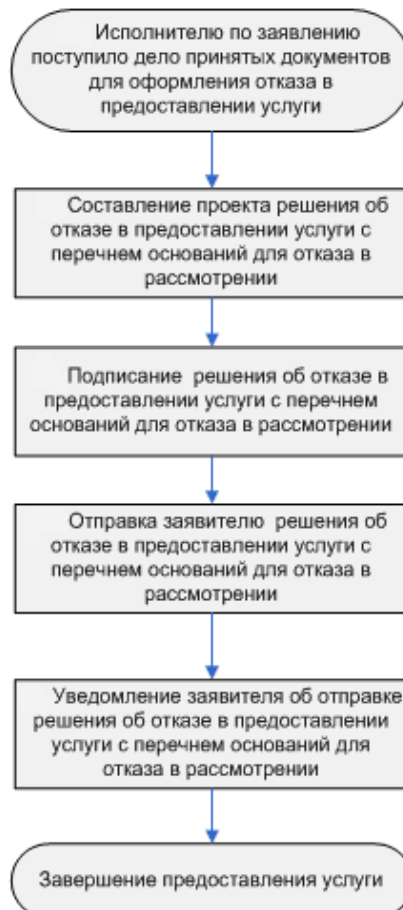 Исполнителю по заявлению
поступило дело принятых документов
для оформления отказа в
предоставлении услуги
Составление проекта решения об
отказе в предоставлении услуги с
перечнем оснований для отказа в
рассмотрении
Подписание решения об отказе в
предоставлении услуги с перечнем
оснований для отказа в рассмотрении
Отправка заявителю решения об
отказе в предоставлении услуги с
перечнем оснований для отказа в
рассмотрении
Уведомление заявителя об отправке
решения об отказе в предоставлении
услуги с перечнем оснований для
отказа в рассмотрении
Завершение предоставления услуги